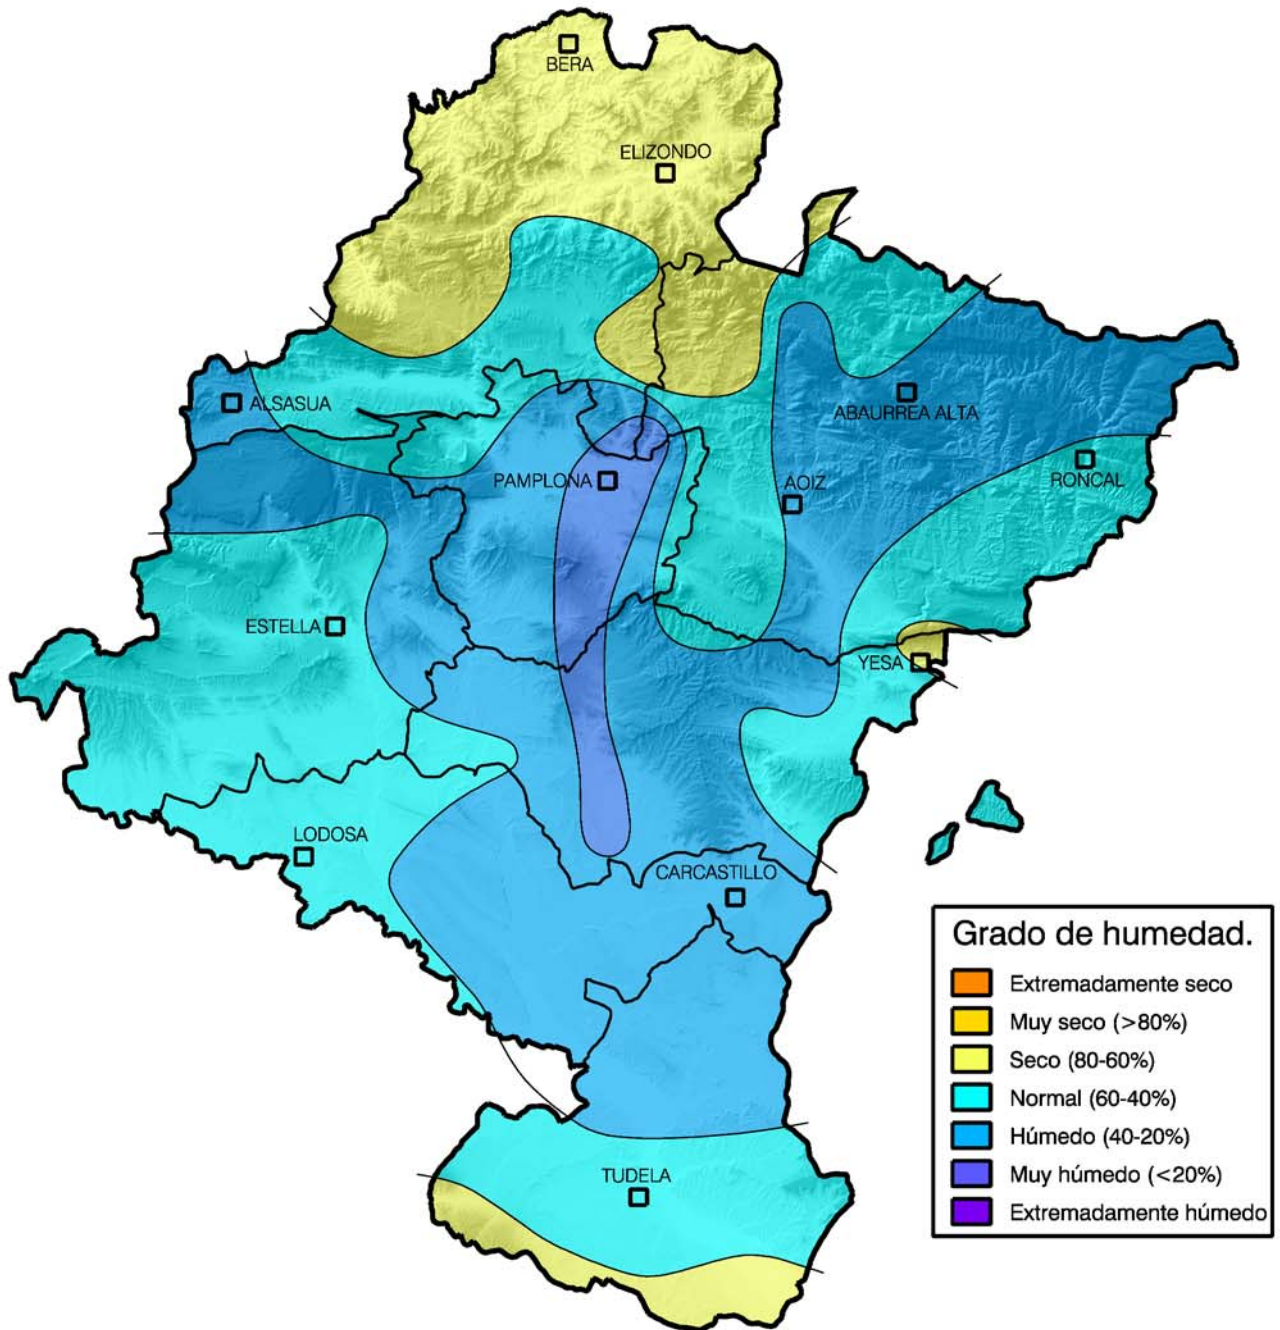 BERA
ELIZONDO
ALSASUA
ABAURREA ALTA
PAMPLONA
AOIZ
RONCAL
ESTELLA
YESA
LODOSA
CARCASTILLO
TUDELA
Grado de humedad.
Extremadamente seco
Muy seco (>80%)
Seco (80-60%)
Normal (60-40%)
Húmedo (40-20%)
Muy húmedo (<20%)
Extremadamente húmedo